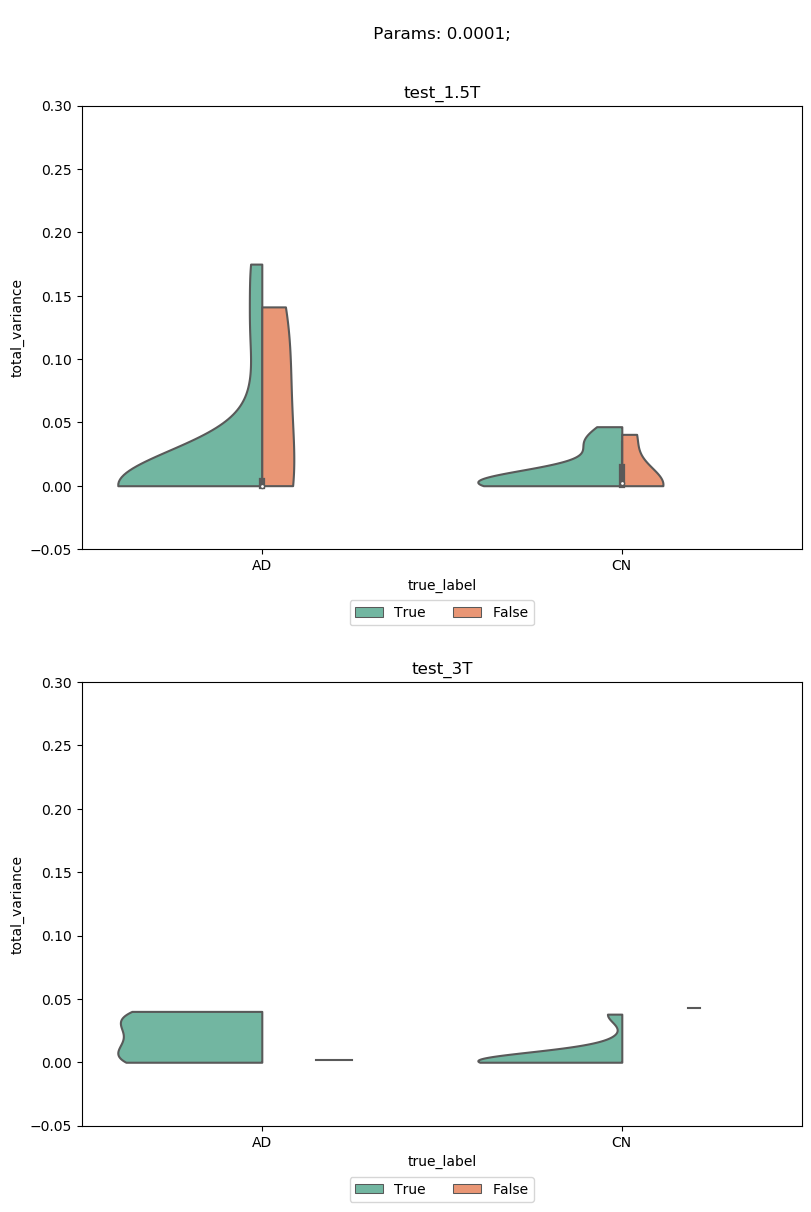 Params: 0.0001;
test_1.5T
0.30
0.25
0.20
0.15
0.10
0.05
0.00
−0.05
total_variance
AD CN
true_label
True False
test_3T
0.30
0.25
0.20
0.15
0.10
0.05
0.00
−0.05
total_variance
AD CN
true_label
True False